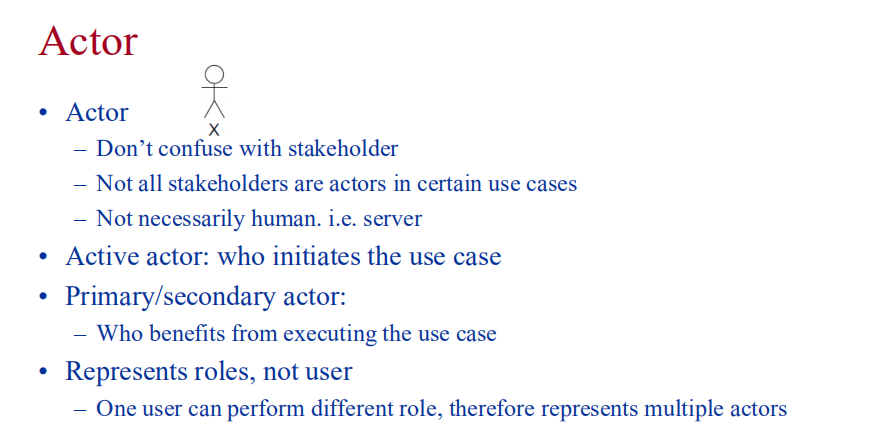 Actor
• Actor
X
– Don’t confuse with stakeholder
– Not all stakeholders are actors in certain use cases
– Not necessarily human. i.e. server
• Active actor: who initiates the use case
• Primary/secondary actor:
– Who benefits from executing the use case
• Represents roles, not user
– One user can perform different role, therefore represents multiple actors